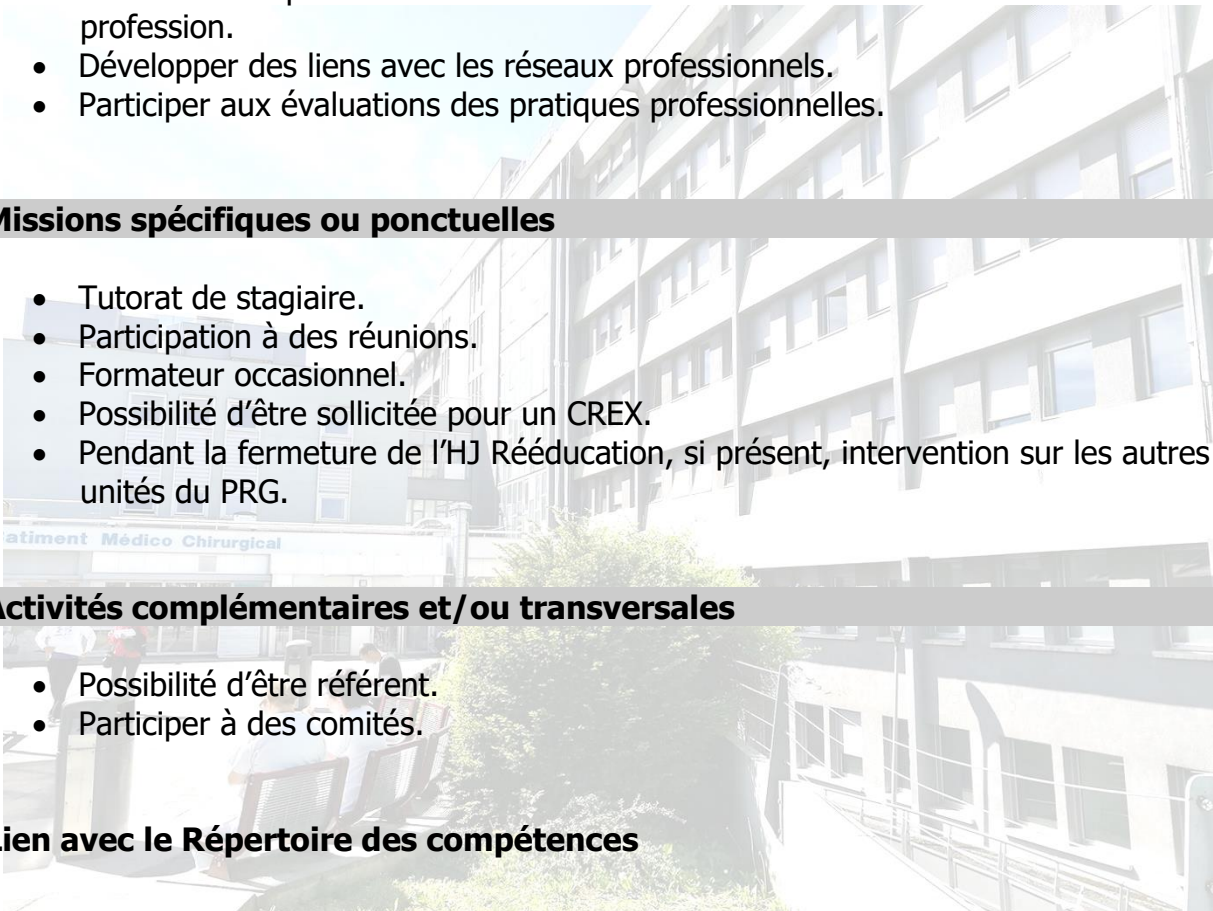 profession.
• Développer des liens avec les réseaux professionnels.
• Participer aux évaluations des pratiques professionnelles.
Missions spécifiques ou ponctuelles
• Tutorat de stagiaire.
• Participation à des réunions.
• Formateur occasionnel.
• Possibilité d’être sollicitée pour un CREX.
• Pendant la fermeture de l’HJ Rééducation, si présent, intervention sur les autres
unités du PRG.
atiment Médico Chirurgical
Activités complémentaires et/ou transversales
• Possibilité d’être référent.
• Participer à des comités.
Lien avec le Répertoire des compétences